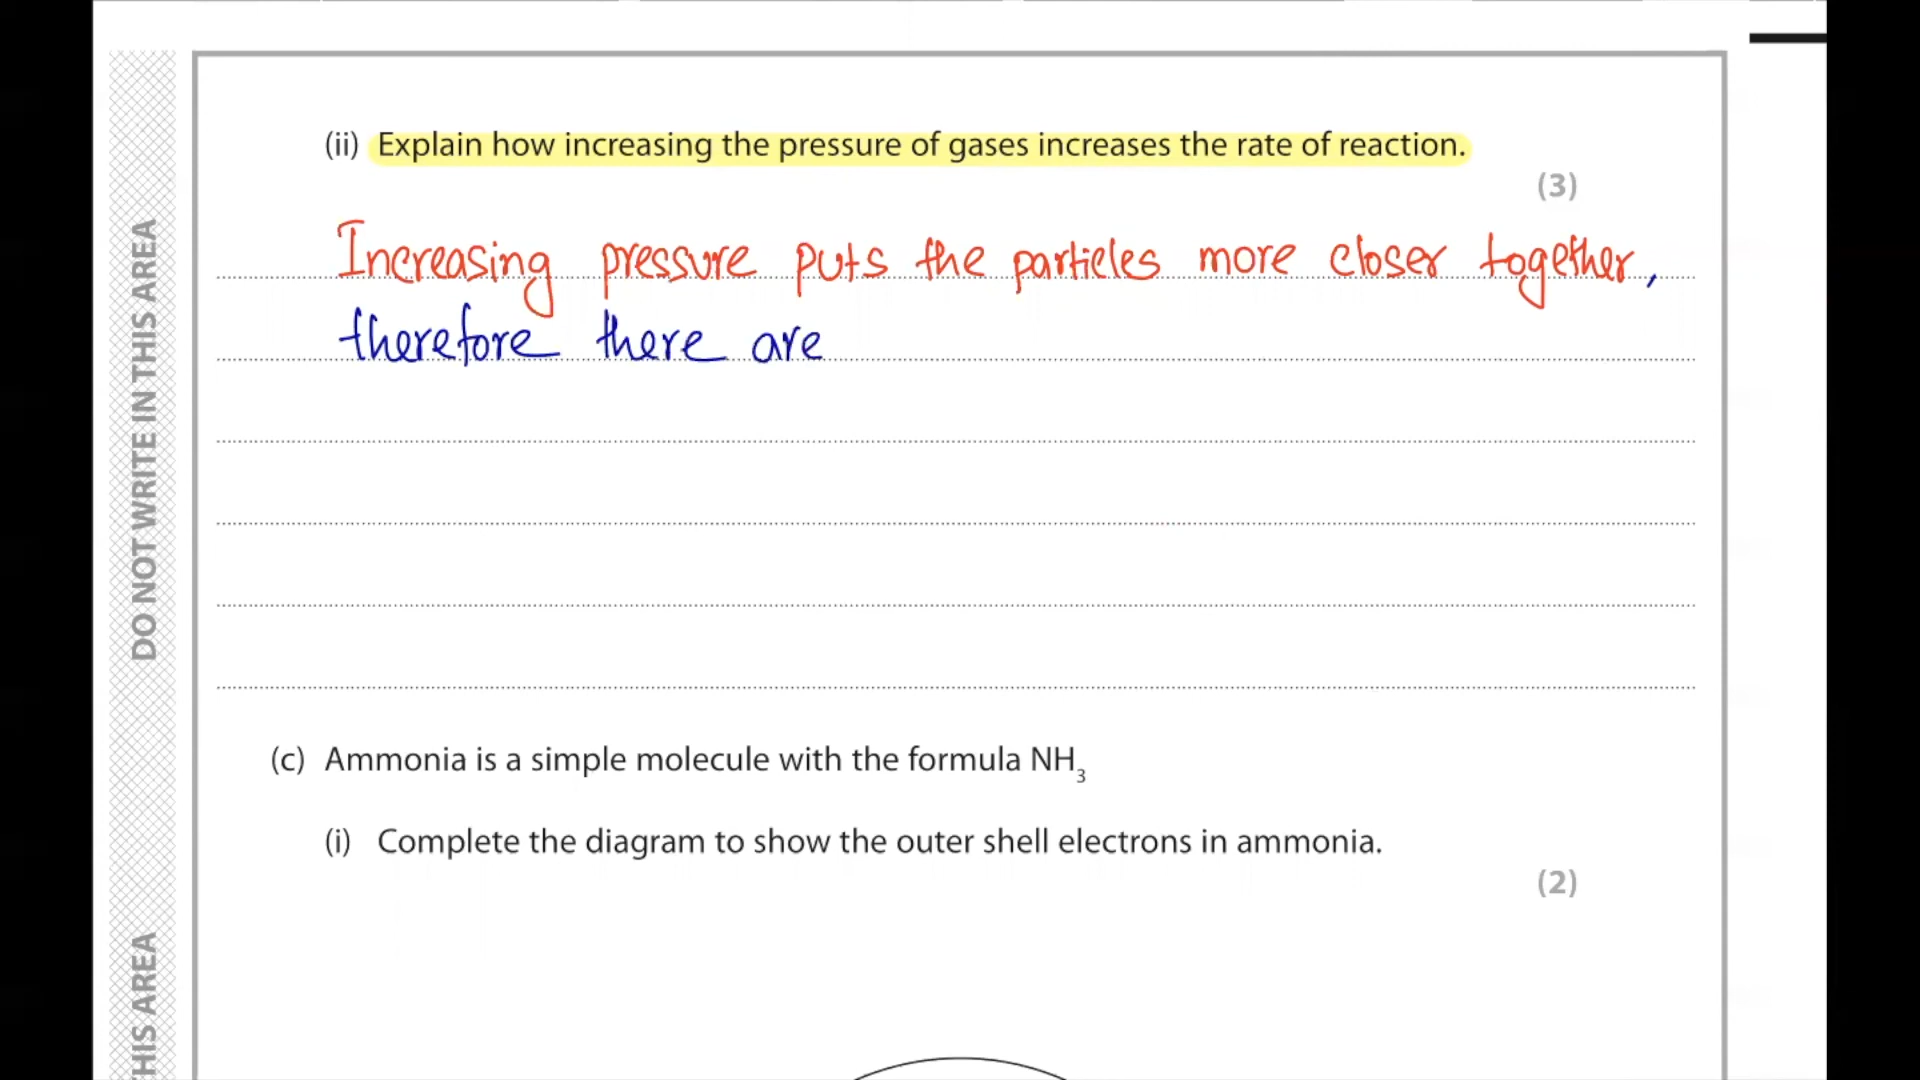 (ii) Explain how increasing the pressure of gases increases the rate of reaction.
(3)
Increasing pressure puts the particles more closer together,
therefore there are
(c) Ammonia is a simple molecule with the formula NH₃
(i) Complete the diagram to show the outer shell electrons in ammonia.
(2)
DO NOT WRITE IN THIS AREA
THIS AREA